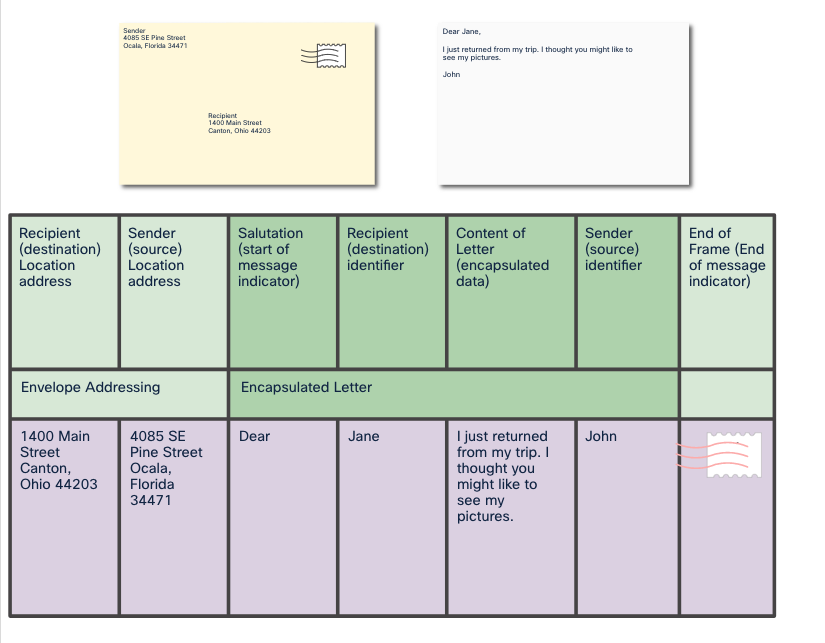 Sender
4085 SE Pine Street
Ocala, Florida 34471
Recipient
1400 Main Street
Canton, Ohio 44203
Dear Jane,
I just returned from my trip. I thought you might like to
see my pictures.
John
Recipient
(destination)
Location
address
Sender
(source)
Location
address
Salutation
(start of
message
indicator)
Recipient
(destination)
identifier
Content of
Letter
(encapsulated
data)
Sender
(source)
identifier
End of
Frame (End
of message
indicator)
Envelope Addressing
Encapsulated Letter
1400 Main
Street
Canton,
Ohio 44203
4085 SE
Pine Street
Ocala,
Florida
34471
Dear
Jane
I just returned
from my trip. I
thought you
might like to
see my
pictures.
John